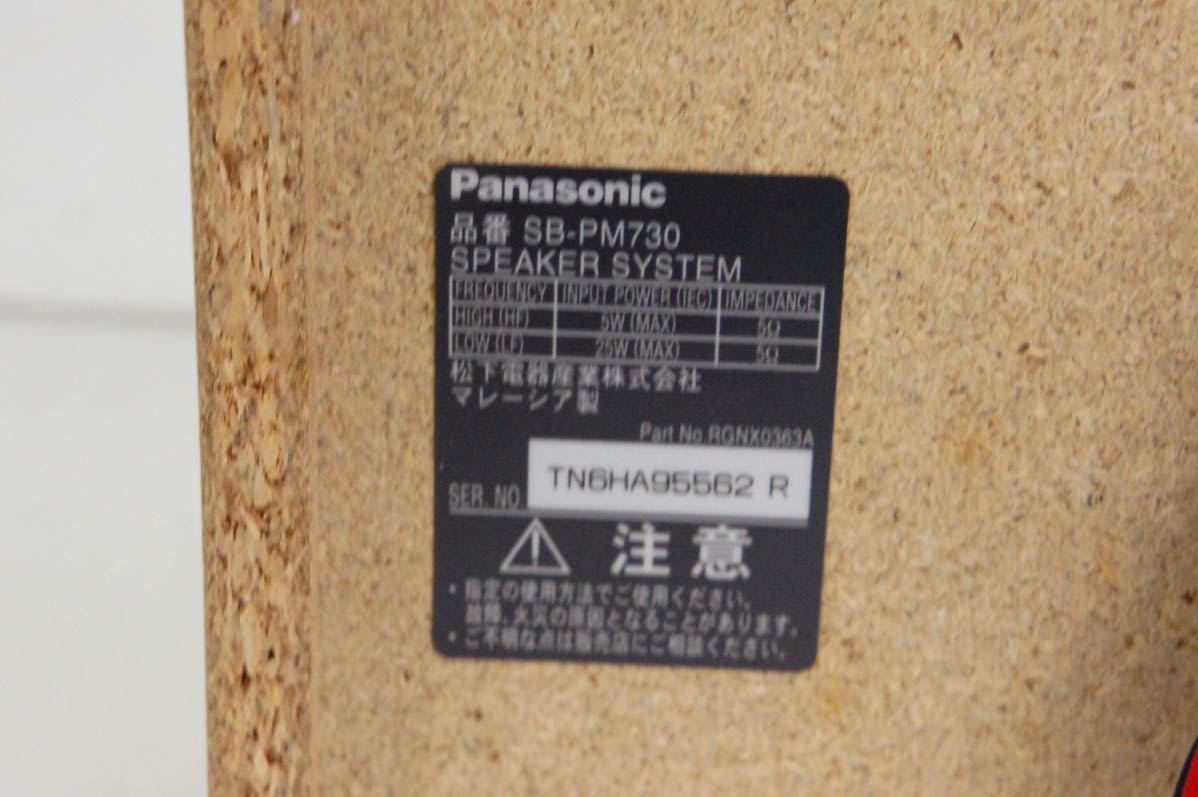 Panasonic
品番 SB-PM730
SPEAKER SYSTEM
FREQUENCY INPUT POWER (IEC) IMPEDANCE
HIGH (HF) 5W (MAX) 5Ω
LOW (LF) 25W (MAX) 5Ω
松下電器産業株式会社
マレーシア製
Part No.RGNX0363A
SER. NO. TN6HA95562 R
注意
・指定の使用方法でご使用ください。
故障、火災の原因となることがあります。
・ご不明な点は販売店にご相談ください。